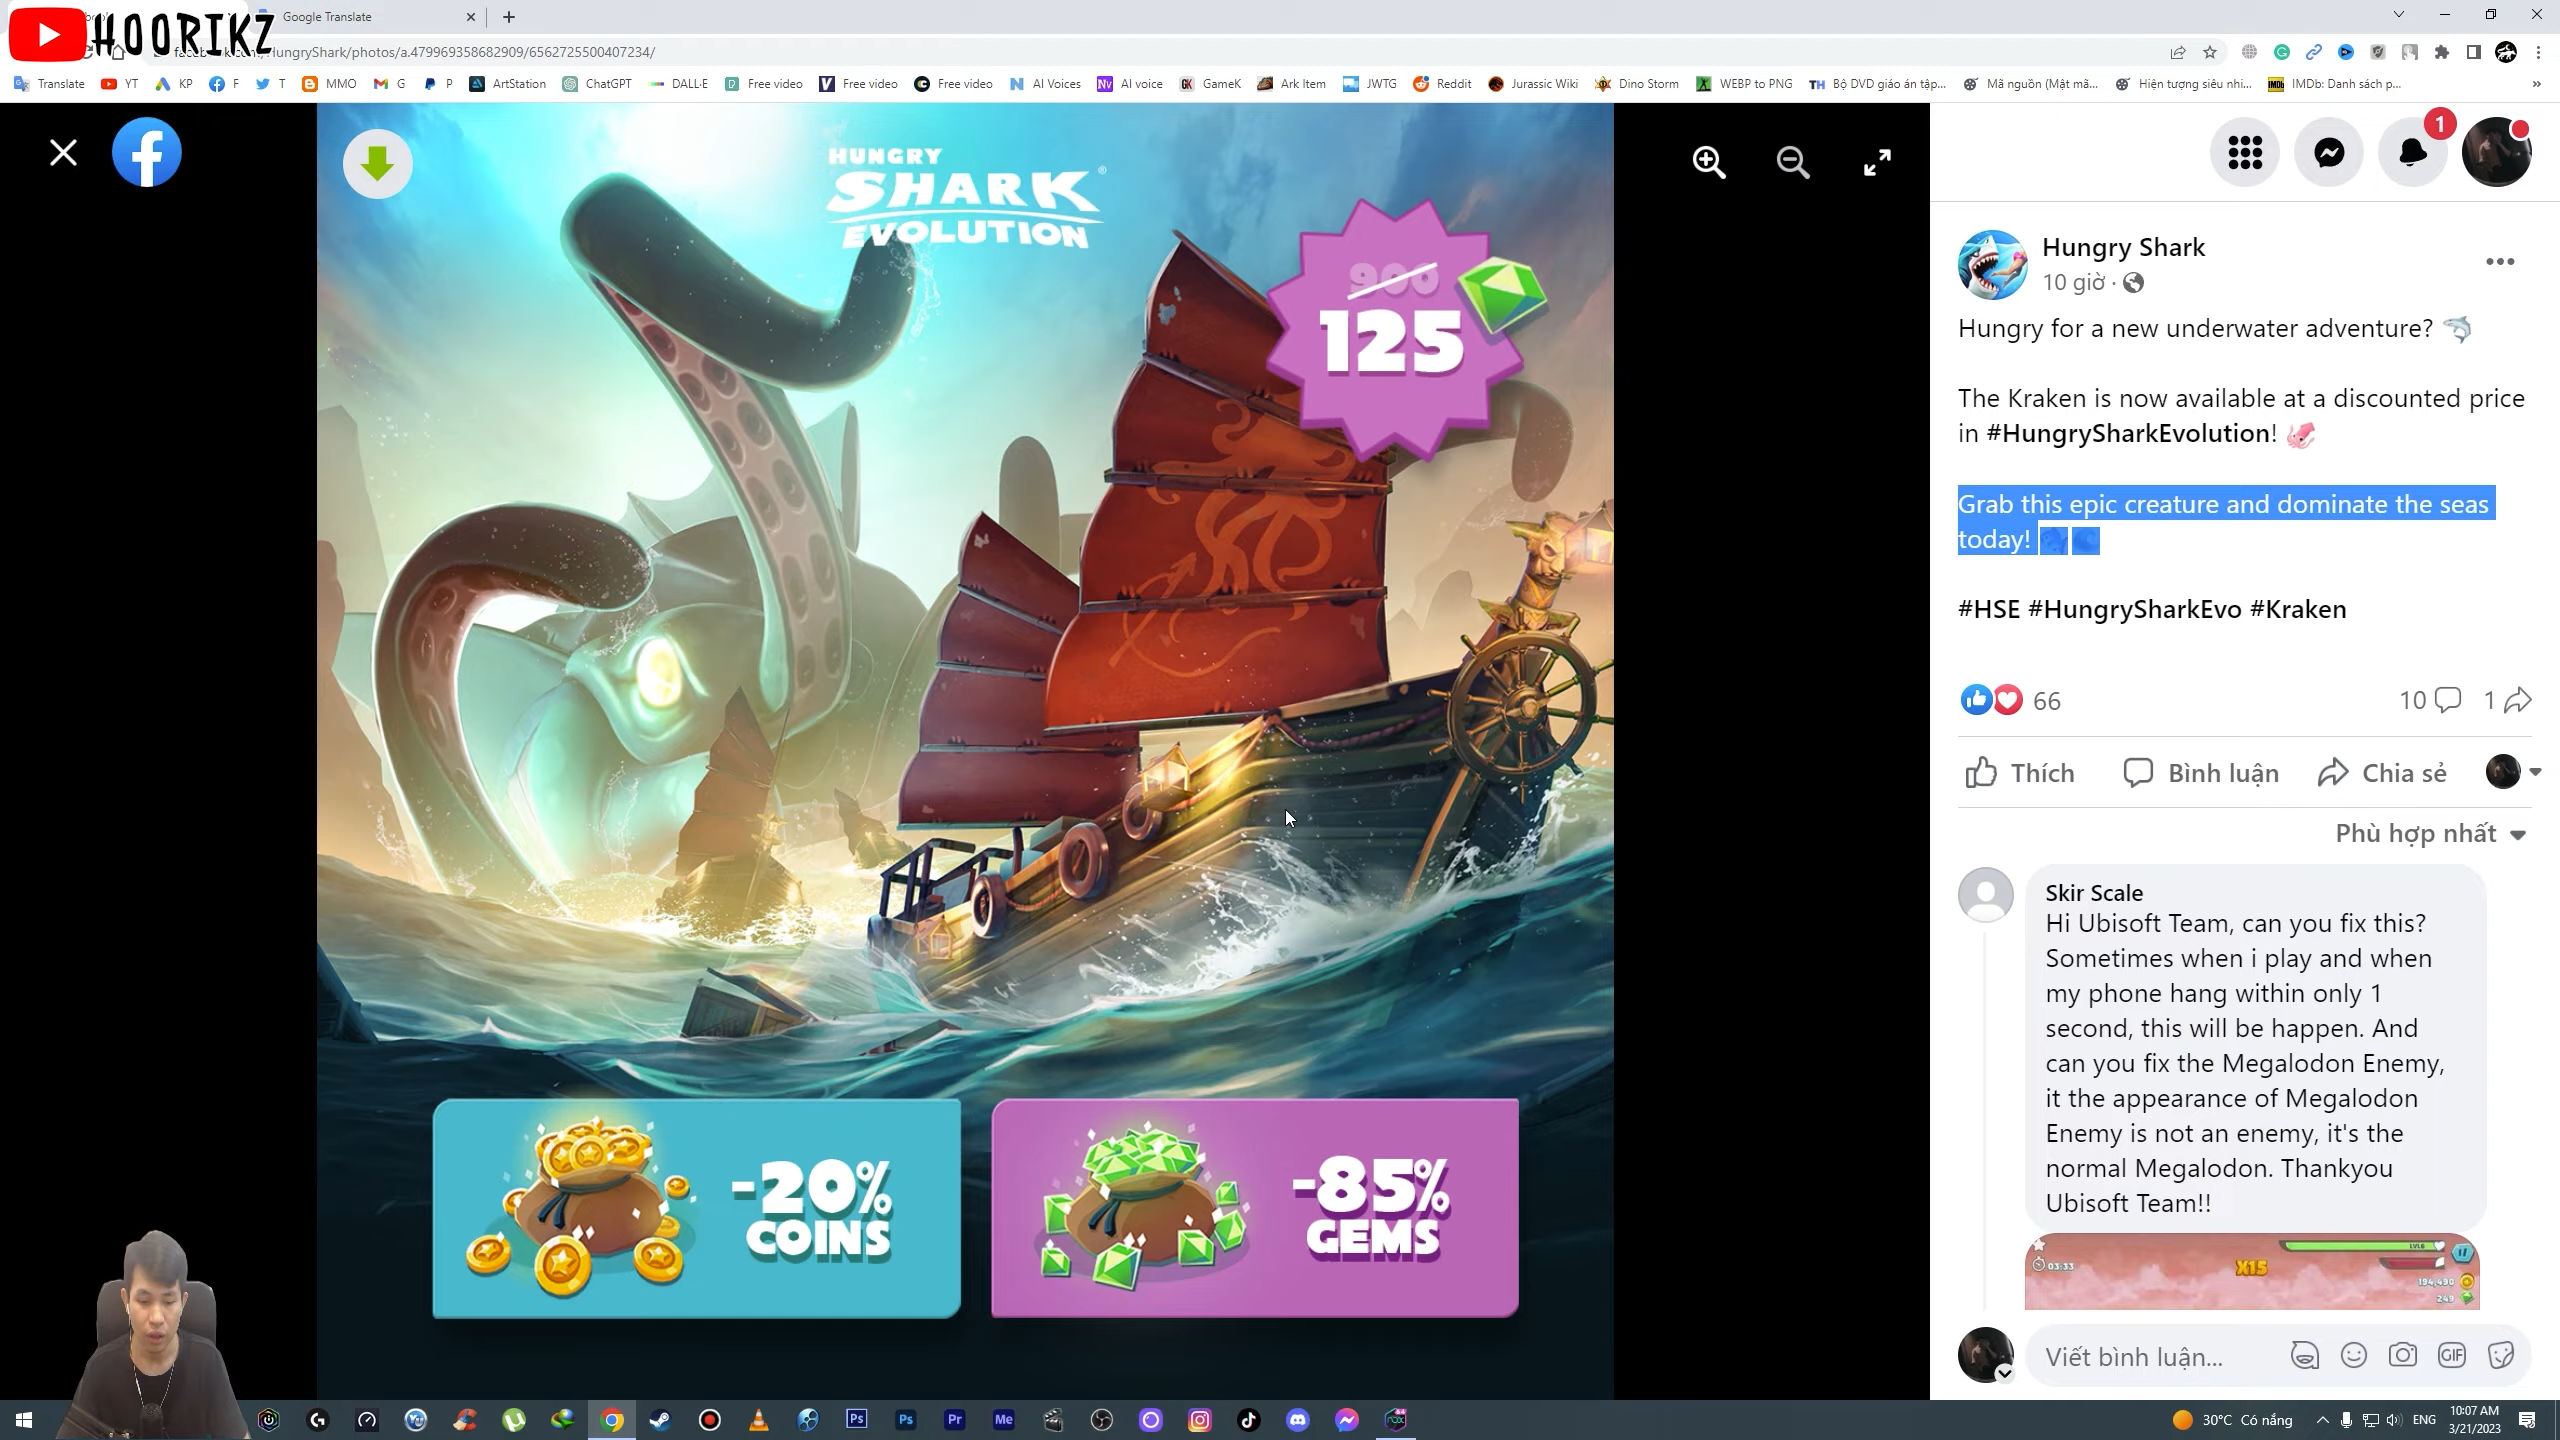 HOORIKZ
Google Translate
HungryShark/photos/a.479969358682909/6562725500407234/
Translate YT KP F T MMO G P ArtStation ChatGPT DALL·E Free video Free video Free video AI Voices AI voice GameK Ark Item JWTG Reddit Jurassic Wiki Dino Storm WEBP to PNG Bộ DVD giáo án tập... Mã nguồn (Mật mã... Hiện tượng siêu nhi... IMDb: Danh sách p...
HUNGRY
SHARK
EVOLUTION
900
125
-20%
COINS
-85%
GEMS
1
Hungry Shark
10 giờ ·
Hungry for a new underwater adventure?
The Kraken is now available at a discounted price
in #HungrySharkEvolution!
Grab this epic creature and dominate the seas
today!
#HSE #HungrySharkEvo #Kraken
66 10 1
Thích Bình luận Chia sẻ
Phù hợp nhất
Skir Scale
Hi Ubisoft Team, can you fix this?
Sometimes when i play and when
my phone hang within only 1
second, this will be happen. And
can you fix the Megalodon Enemy,
it the appearance of Megalodon
Enemy is not an enemy, it's the
normal Megalodon. Thankyou
Ubisoft Team!!
LVL6
03:33 X15
194,490
249
Viết bình luận...
GIF
30°C Có nắng ENG 10:07 AM
3/21/2023